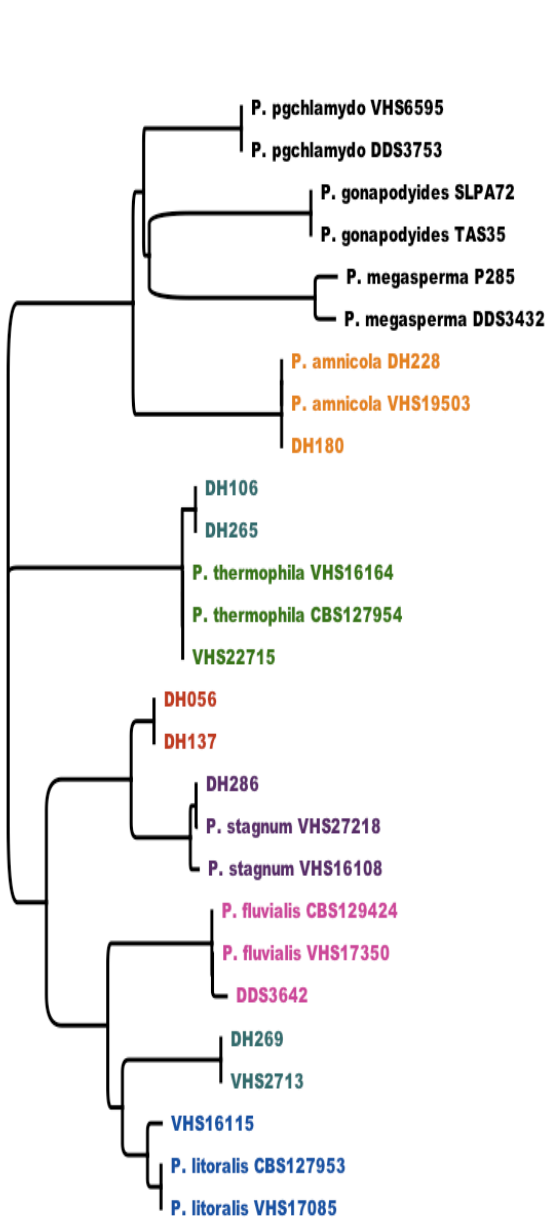 P. pgchlamydo VHS6595
P. pgchlamydo DDS3753
P. gonapodyides SLPA72
P. gonapodyides TAS35
P. megasperma P285
P. megasperma DDS3432
P. amnicola DH228
P. amnicola VHS19503
DH180
DH106
DH265
P. thermophila VHS16164
P. thermophila CBS127954
VHS22715
DH056
DH137
DH286
P. stagnum VHS27218
P. stagnum VHS16108
P. fluvialis CBS129424
P. fluvialis VHS17350
DDS3642
DH269
VHS2713
VHS16115
P. litoralis CBS127953
P. litoralis VHS17085